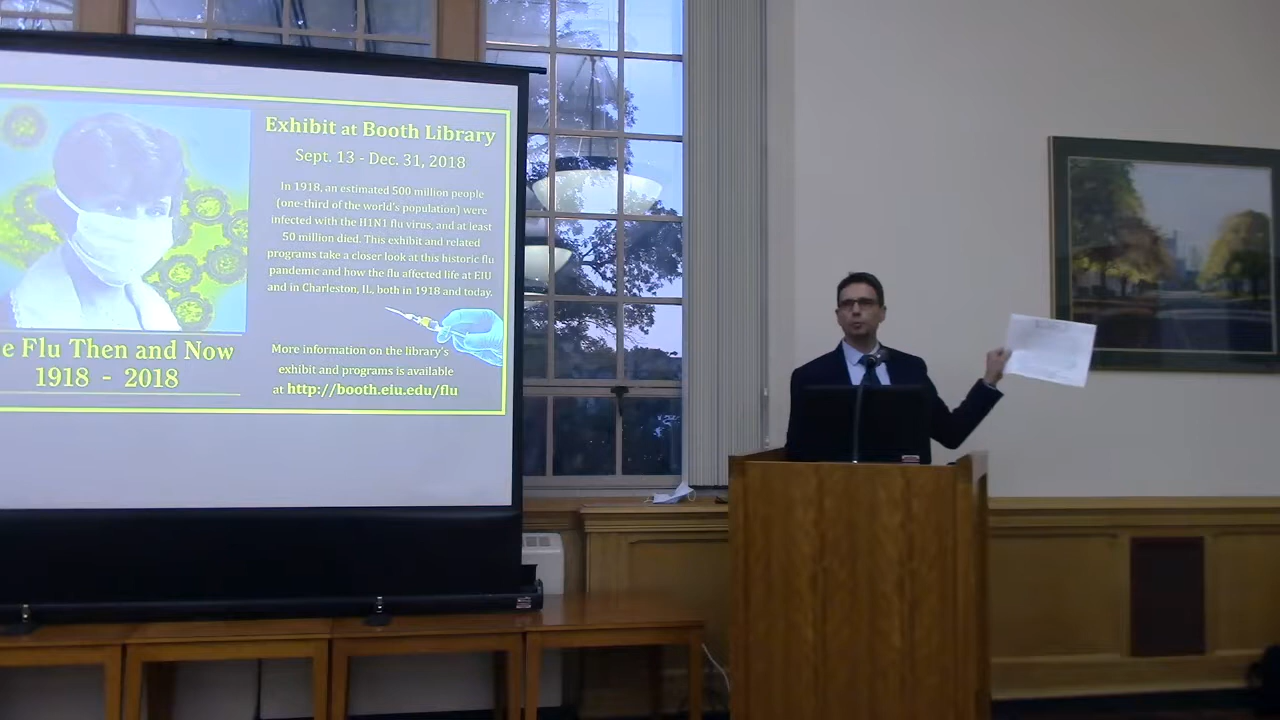 Exhibit at Booth Library
Sept. 13 - Dec. 31, 2018
In 1918, an estimated 500 million people
(one-third of the world's population) were
infected with the H1N1 flu virus, and at least
50 million died. This exhibit and related
programs take a closer look at this historic flu
pandemic and how the flu affected life at EIU
and in Charleston, IL, both in 1918 and today.
e Flu Then and Now
1918 - 2018
More information on the library's
exhibit and programs is available
at http://booth.eiu.edu/flu